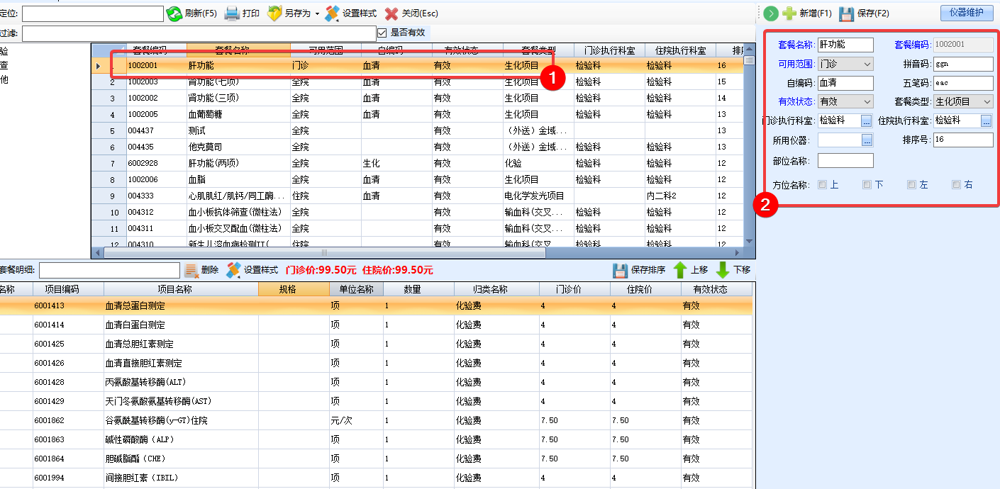 定位: 刷新(F5) 打印 另存为 设置样式 关闭(Esc) 新增(F1) 保存(F2) 仪器维护
过滤: 是否有效
验
查
他
套餐编码 套餐名称 可用范围 自编码 有效状态 套餐类型 门诊执行科室 住院执行科室
1002001 肝功能 门诊 血清 有效 生化项目 检验科 检验科 16
1
2 1002003 肾功能(七项) 全院 血清 有效 生化项目 检验科 检验科 15
3 1002002 肾功能(三项) 全院 血清 有效 生化项目 检验科 检验科 14
4 1002005 血葡萄糖 全院 血清 有效 生化项目 检验科 检验科 13
5 004437 测试 全院 有效 （外送）金域... 13
6 004435 他克莫司 全院 有效 （外送）金域... 检验科 检验科 13
7 6002928 肝功能(两项) 全院 生化 有效 化验 检验科 检验科 12
8 1002006 血脂 全院 血清 有效 生化项目 检验科 检验科 12
9 004333 心肌肌红/肌钙/同工酶... 住院 血清 有效 电化学发光项目 内二科2 12
10 004312 血小板抗体筛查(微柱法) 全院 有效 输血科(交叉... 检验科 检验科 12
11 004311 血小板交叉配血(微柱法) 全院 有效 输血科(交叉... 检验科 检验科 12
12 004310 新生儿溶血病检测II( 住院 有效 输血科(交叉 检验科 检验科 12
套餐名称: 肝功能 套餐编码: 1002001
可用范围: 门诊 拼音码: ggn
自编码: 血清 五笔码: eac
有效状态: 有效 套餐类型: 生化项目
门诊执行科室: 检验科 ... 住院执行科室: 检验科 ...
所用仪器: ... 排序号: 16
部位名称:
方位名称: 上 下 左 右
2
套餐明细: 删除 设置样式 门诊价:99.50元 住院价:99.50元 保存排序 上移 下移
名称 项目编码 项目名称 规格 单位名称 数量 归类名称 门诊价 住院价 有效状态
6001413 血清总蛋白测定 项 1 化验费 4 4 有效
6001414 血清白蛋白测定 项 1 化验费 4 4 有效
6001425 血清总胆红素测定 项 1 化验费 4 4 有效
6001426 血清直接胆红素测定 项 1 化验费 4 4 有效
6001428 丙氨酸基转移酶(ALT) 项 1 化验费 4 4 有效
6001429 天门冬氨酸氨基转移酶(AST) 项 1 化验费 4 4 有效
6001862 谷氨酰基转移酶(y-GT)住院 元/次 1 化验费 7.50 7.50 有效
6001863 碱性磷酸酶（ALP） 项 1 化验费 7.50 7.50 有效
6001864 胆碱脂酯（CHE） 项 1 化验费 7.50 7.50 有效
6001994 间接胆红素（IBIL） 项 1 化验费 4 4 有效